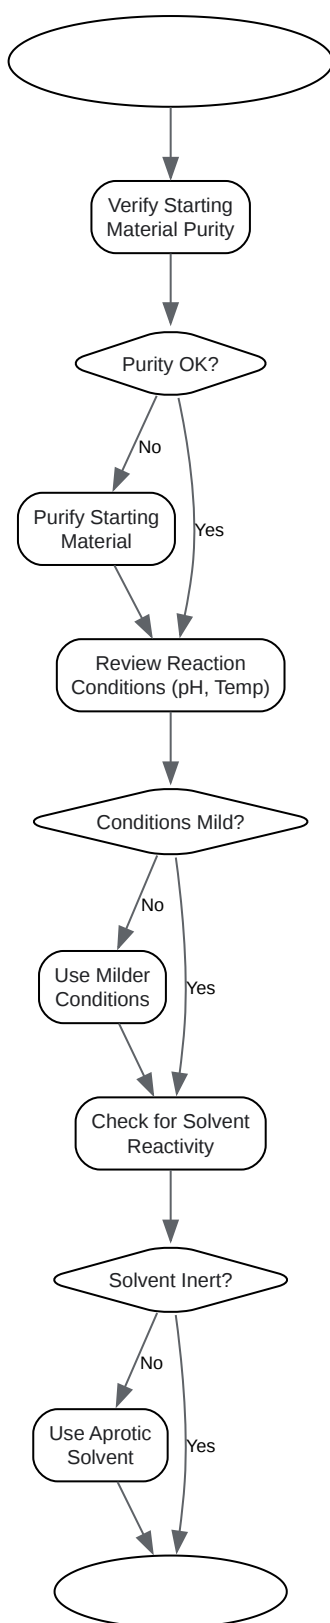 Verify Starting
Material Purity
Purity OK?
No
Purify Starting
Material
Yes
Review Reaction
Conditions (pH, Temp)
Conditions Mild?
No
Use Milder
Conditions
Yes
Check for Solvent
Reactivity
Solvent Inert?
No
Use Aprotic
Solvent
Yes